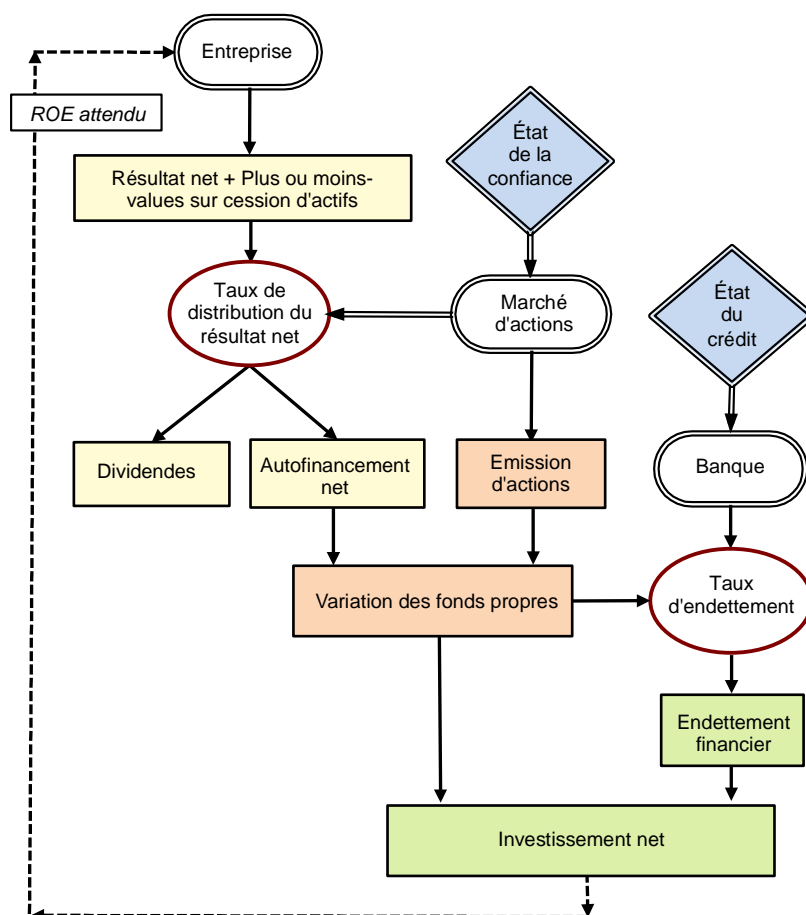 Entreprise
ROE attendu
État
de la
confiance
Résultat net + Plus ou moins-
values sur cession d'actifs
Taux de
distribution du
résultat net
Marché
d'actions
État
du
crédit
Dividendes
Autofinancement
net
Emission
d'actions
Banque
Variation des fonds propres
Taux
d'endettement
Endettement
financier
Investissement net